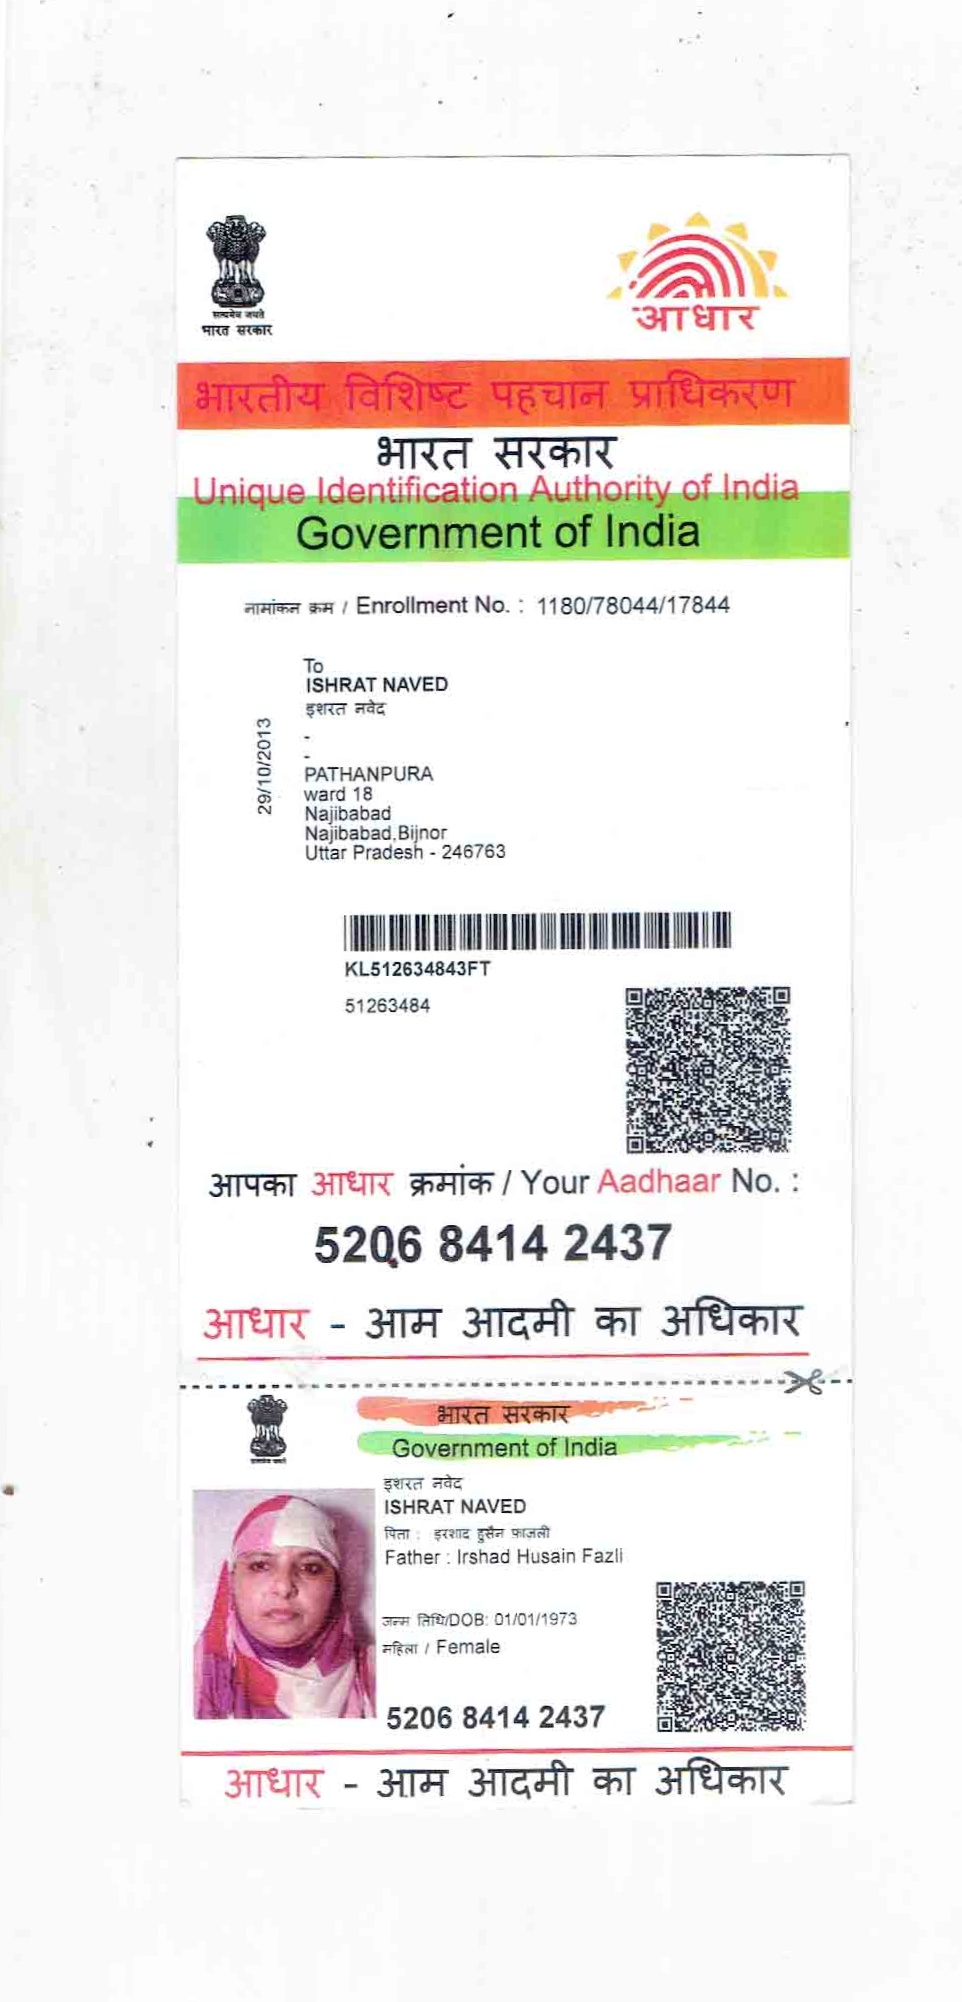 सत्यमेव जयते
भारत सरकार
आधार
भारतीय विशिष्ट पहचान प्राधिकरण
भारत सरकार
Unique Identification Authority of India
Government of India
नामांकन क्रम / Enrollment No. : 1180/78044/17844
To
ISHRAT NAVED
इशरत नवेद
-
-
PATHANPURA
ward 18
Najibabad
Najibabad,Bijnor
Uttar Pradesh - 246763
29/10/2013
KL512634843FT
51263484
आपका आधार क्रमांक / Your Aadhaar No. :
5206 8414 2437
आधार - आम आदमी का अधिकार
भारत सरकार
Government of India
सत्यमेव जयते
इशरत नवेद
ISHRAT NAVED
पिता : इरशाद हुसैन फ़ाज़ली
Father : Irshad Husain Fazli
जन्म तिथि/DOB: 01/01/1973
महिला / Female
5206 8414 2437
आधार - आम आदमी का अधिकार